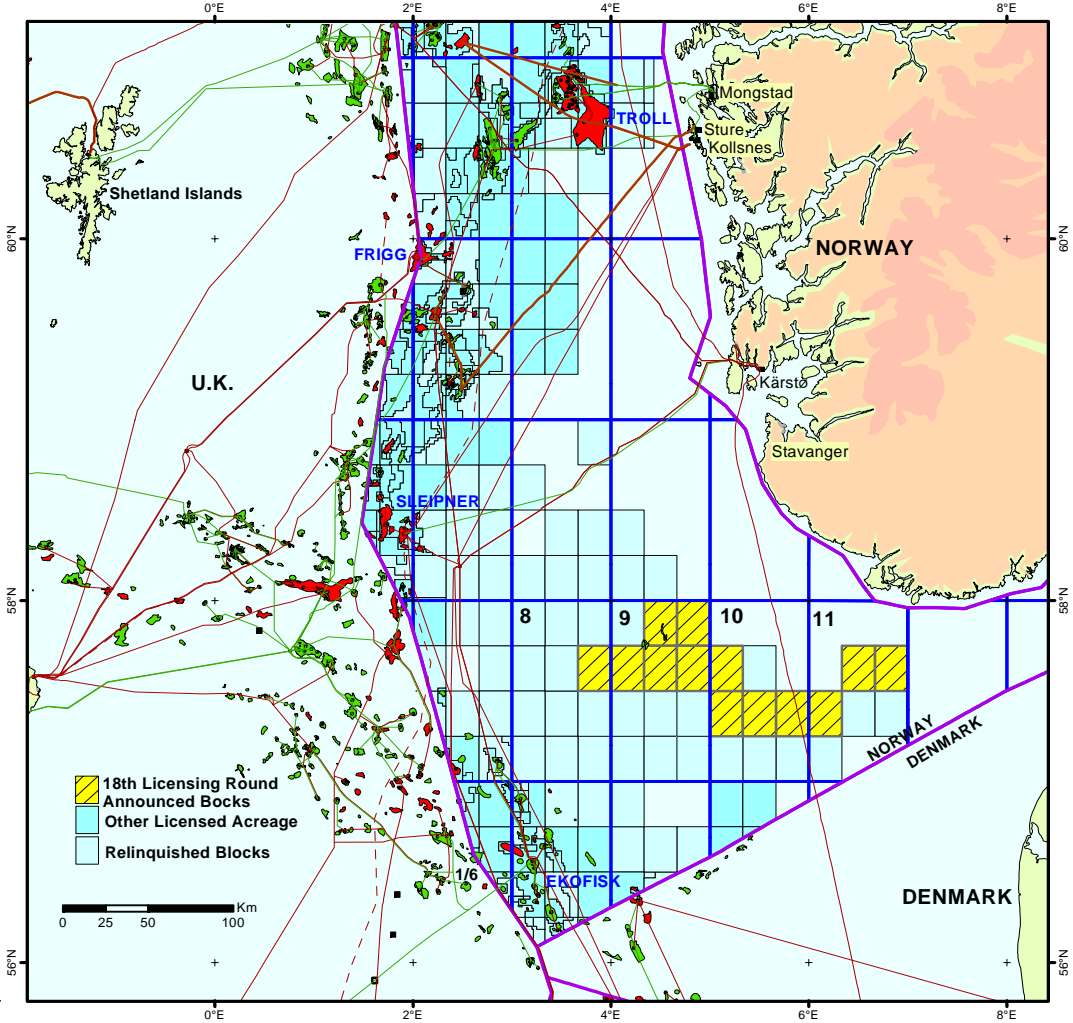 0°E
2°E
4°E
6°E
8°E
Mongstad
TROLL
Sture
Kollsnes
Shetland Islands
60°N
60°N
FRIGG
NORWAY
U.K.
Kärstø
Stavanger
SLEIPNER
58°N
58°N
8
9
10
11
NORWAY
DENMARK
18th Licensing Round
Announced Bocks
Other Licensed Acreage
Relinquished Blocks
1/6
EKOFISK
DENMARK
Km
0
25
50
100
56°N
56°N
0°E
2°E
4°E
6°E
8°E